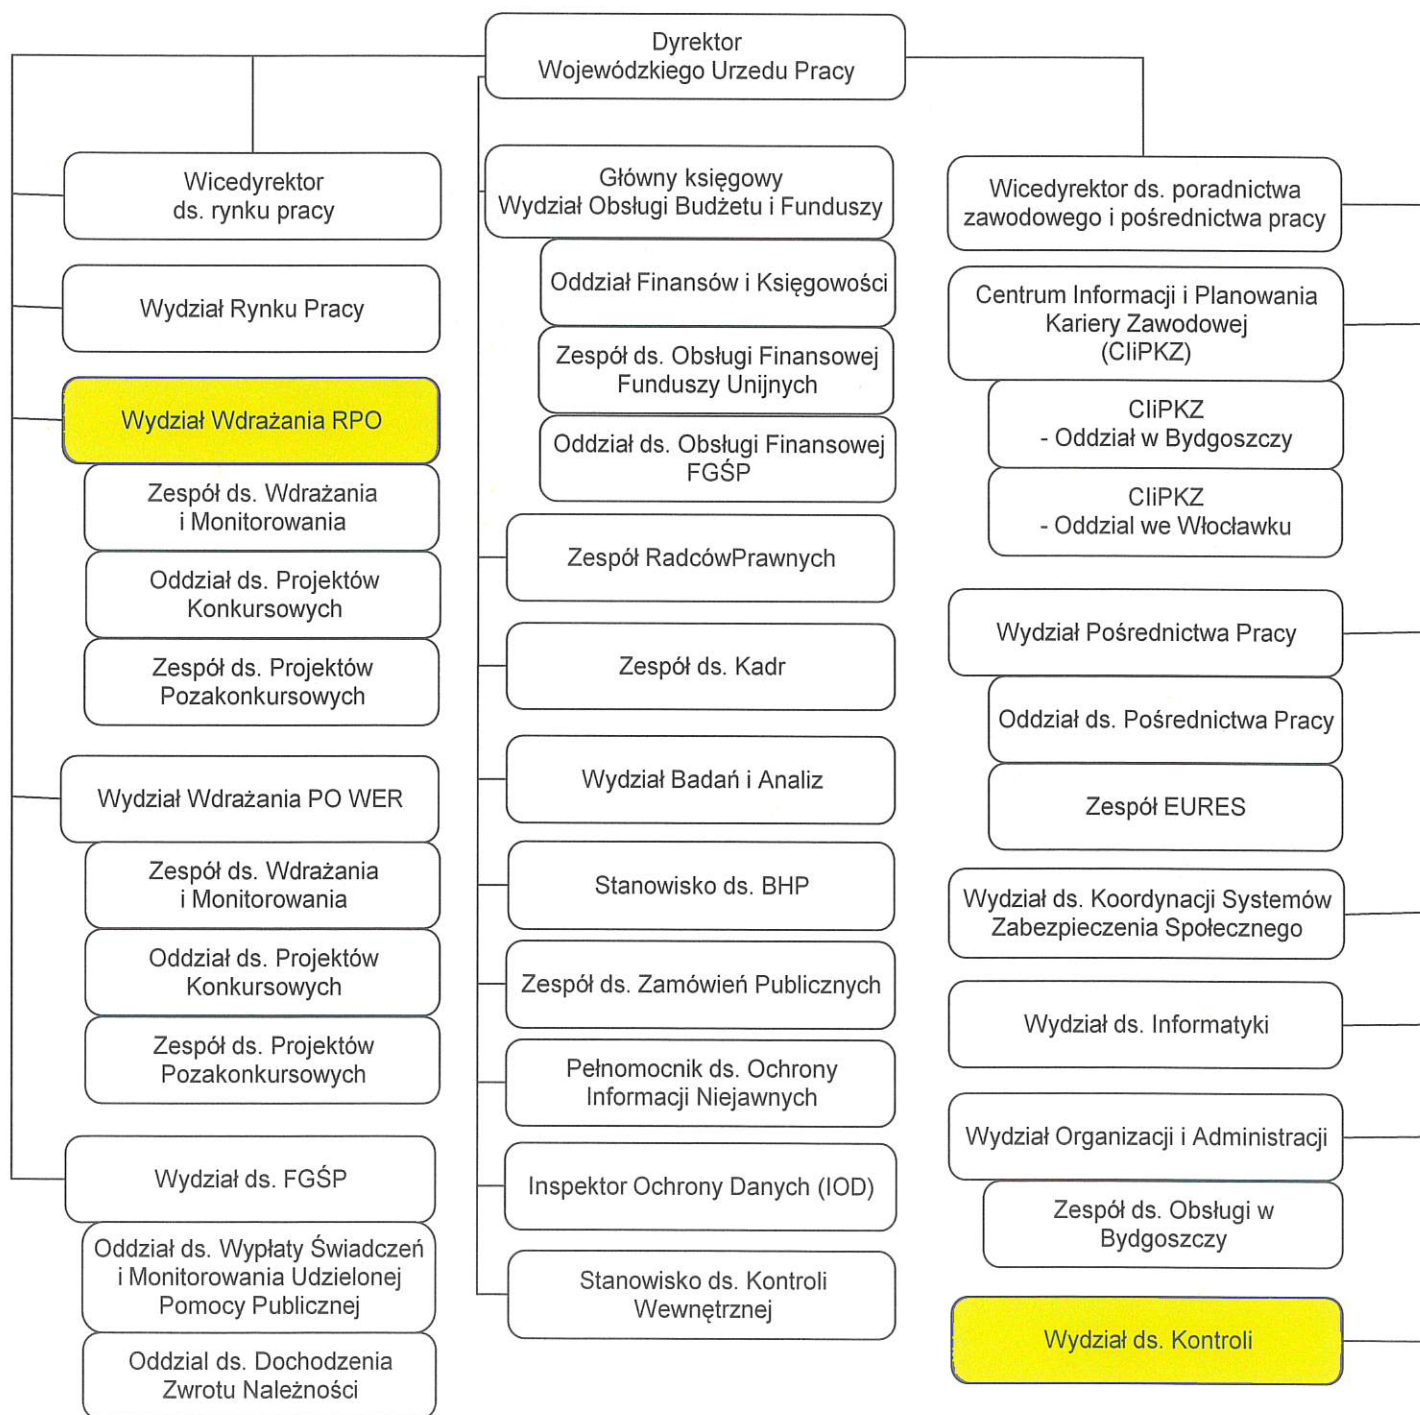 Dyrektor
Wojewódzkiego Urzedu Pracy
Wicedyrektor
ds. rynku pracy
Wydział Rynku Pracy
Wydział Wdrażania RPO
Zespół ds. Wdrażania
i Monitorowania
Oddział ds. Projektów
Konkursowych
Zespół ds. Projektów
Pozakonkursowych
Wydział Wdrażania PO WER
Zespół ds. Wdrażania
i Monitorowania
Oddział ds. Projektów
Konkursowych
Zespół ds. Projektów
Pozakonkursowych
Wydział ds. FGŚP
Oddział ds. Wypłaty Świadczeń
i Monitorowania Udzielonej
Pomocy Publicznej
Oddzial ds. Dochodzenia
Zwrotu Należności
Główny księgowy
Wydział Obsługi Budżetu i Funduszy
Oddział Finansów i Księgowości
Zespół ds. Obsługi Finansowej
Funduszy Unijnych
Oddział ds. Obsługi Finansowej
FGŚP
Zespół RadcówPrawnych
Zespół ds. Kadr
Wydział Badań i Analiz
Stanowisko ds. BHP
Zespół ds. Zamówień Publicznych
Pełnomocnik ds. Ochrony
Informacji Niejawnych
Inspektor Ochrony Danych (IOD)
Stanowisko ds. Kontroli
Wewnętrznej
Wicedyrektor ds. poradnictwa
zawodowego i pośrednictwa pracy
Centrum Informacji i Planowania
Kariery Zawodowej
(CIiPKZ)
CIiPKZ
- Oddział w Bydgoszczy
CIiPKZ
- Oddzial we Włocławku
Wydział Pośrednictwa Pracy
Oddział ds. Pośrednictwa Pracy
Zespół EURES
Wydział ds. Koordynacji Systemów
Zabezpieczenia Społecznego
Wydział ds. Informatyki
Wydział Organizacji i Administracji
Zespół ds. Obsługi w
Bydgoszczy
Wydział ds. Kontroli